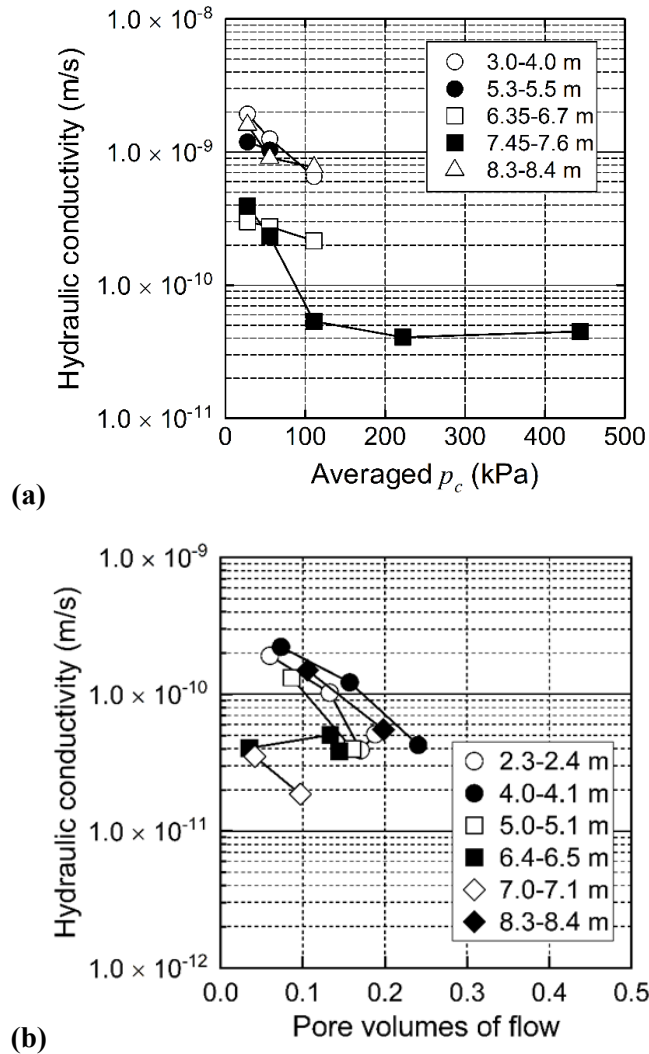 Hydraulic conductivity (m/s)
1.0 × 10⁻⁸
1.0 × 10⁻⁹
1.0 × 10⁻¹⁰
1.0 × 10⁻¹¹
3.0-4.0 m
5.3-5.5 m
6.35-6.7 m
7.45-7.6 m
8.3-8.4 m
0 100 200 300 400 500
Averaged p_c (kPa)
(a)
Hydraulic conductivity (m/s)
1.0 × 10⁻⁹
1.0 × 10⁻¹⁰
1.0 × 10⁻¹¹
1.0 × 10⁻¹²
2.3-2.4 m
4.0-4.1 m
5.0-5.1 m
6.4-6.5 m
7.0-7.1 m
8.3-8.4 m
0.0 0.1 0.2 0.3 0.4 0.5
Pore volumes of flow
(b)